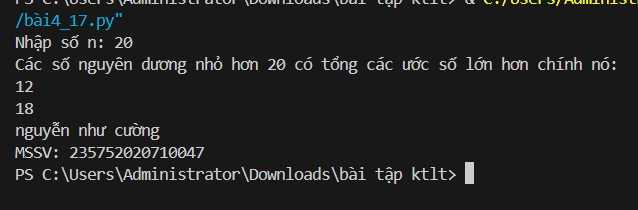 PS C:\Users\Administrator\Downloads\bài tập ktlt> & C:/Users/Administ
/bài4_17.py"
Nhập số n: 20
Các số nguyên dương nhỏ hơn 20 có tổng các ước số lớn hơn chính nó:
12
18
nguyễn như cường
MSSV: 235752020710047
PS C:\Users\Administrator\Downloads\bài tập ktlt>